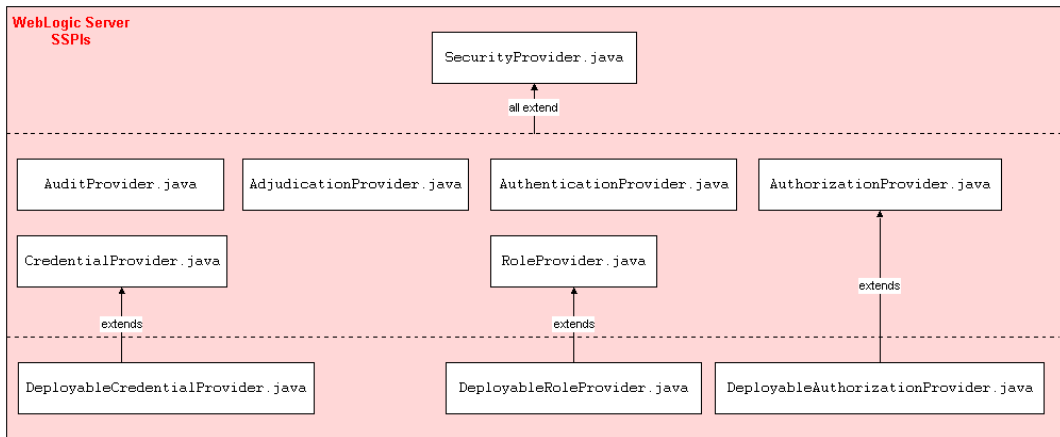 WebLogic Server
SSPIs
SecurityProvider.java
all extend
AuditProvider.java
AdjudicationProvider.java
AuthenticationProvider.java
AuthorizationProvider.java
CredentialProvider.java
RoleProvider.java
extends
extends
extends
DeployableCredentialProvider.java
DeployableRoleProvider.java
DeployableAuthorizationProvider.java